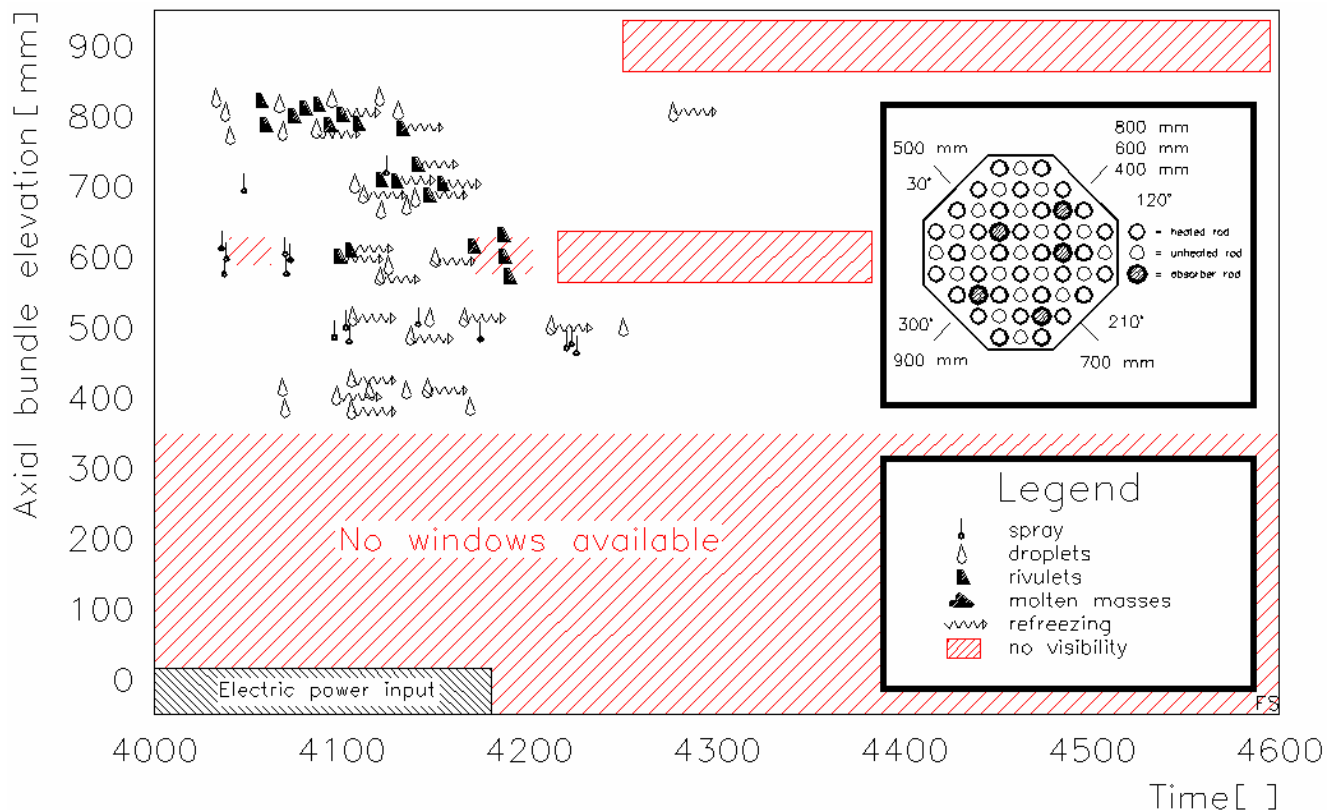 Axial bundle elevation[mm]
900
800
700
600
500
400
300
200
100
0
500 mm
30°
800 mm
600 mm
400 mm
120°
= heated rod
= unheated rod
= absorber rod
300°
900 mm
210°
700 mm
No windows available
Legend
spray
droplets
rivulets
molten masses
refreezing
no visibility
Electric power input
FS
4000
4100
4200
4300
4400
4500
4600
Time[ ]